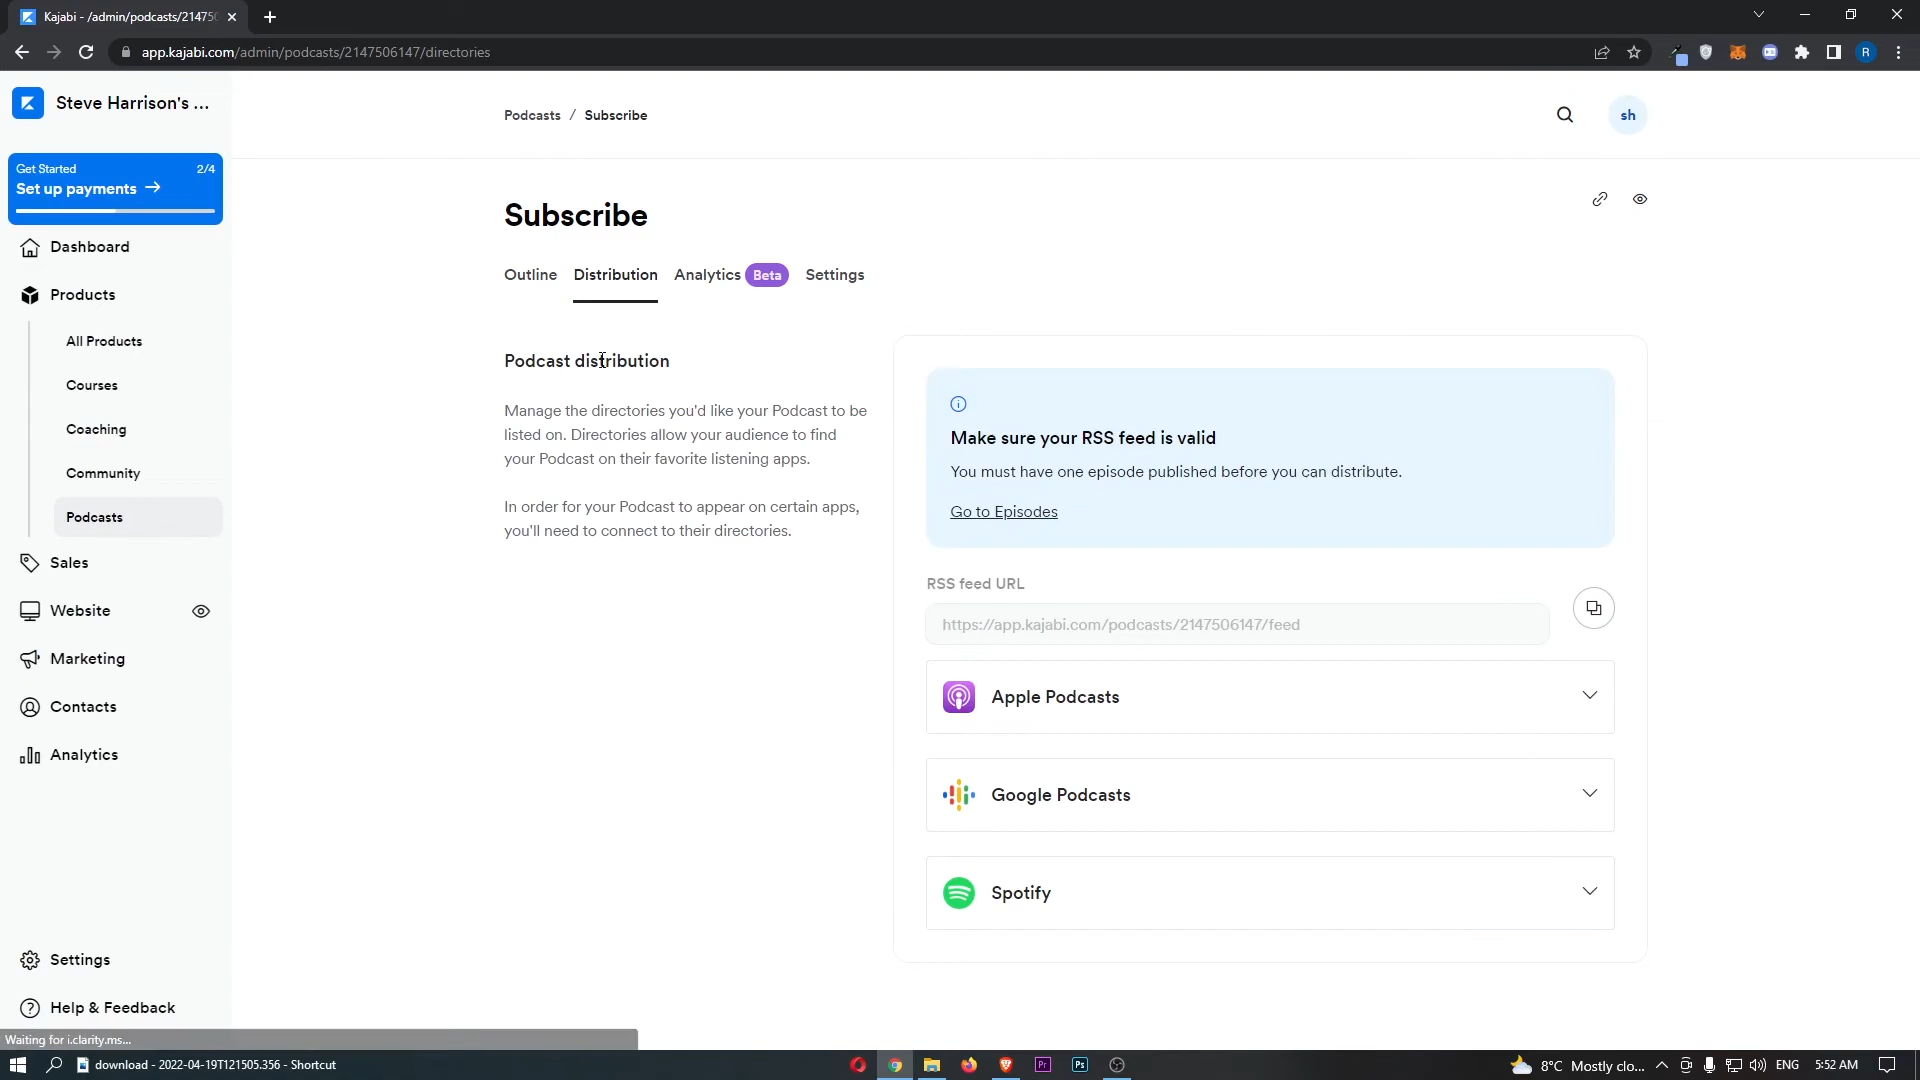 Kajabi - /admin/podcasts/21475
app.kajabi.com/admin/podcasts/2147506147/directories
R
Steve Harrison's ...
Podcasts / Subscribe
sh
Get Started 2/4
Set up payments →
Subscribe
Dashboard
Outline Distribution Analytics Beta Settings
Products
All Products
Courses
Coaching
Community
Podcasts
Podcast distribution
Manage the directories you'd like your Podcast to be
listed on. Directories allow your audience to find
your Podcast on their favorite listening apps.
In order for your Podcast to appear on certain apps,
you'll need to connect to their directories.
Make sure your RSS feed is valid
You must have one episode published before you can distribute.
Go to Episodes
Sales
Website
Marketing
Contacts
Analytics
RSS feed URL
https://app.kajabi.com/podcasts/2147506147/feed
Apple Podcasts
Google Podcasts
Spotify
Settings
Help & Feedback
Waiting for i.clarity.ms...
download - 2022-04-19T121505.356 - Shortcut
Pr
Ps
8°C Mostly clo...
ENG
5:52 AM